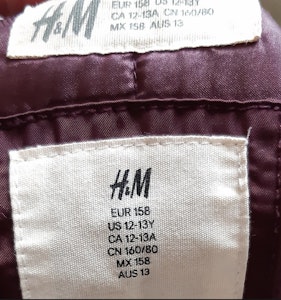 H&M
EUR 158 US 12-13Y
CA 12-13A CN 160/80
MX 158 AUS 13
H&M
EUR 158
US 12-13Y
CA 12-13A
CN 160/80
MX 158
AUS 13